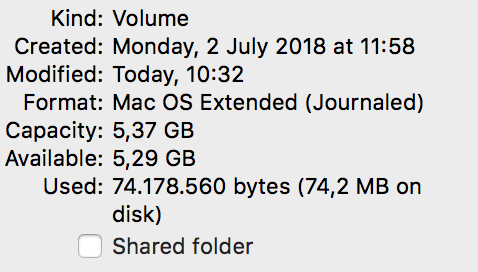 Kind: Volume
Created: Monday, 2 July 2018 at 11:58
Modified: Today, 10:32
Format: Mac OS Extended (Journaled)
Capacity: 5,37 GB
Available: 5,29 GB
Used: 74.178.560 bytes (74,2 MB on
disk)
Shared folder